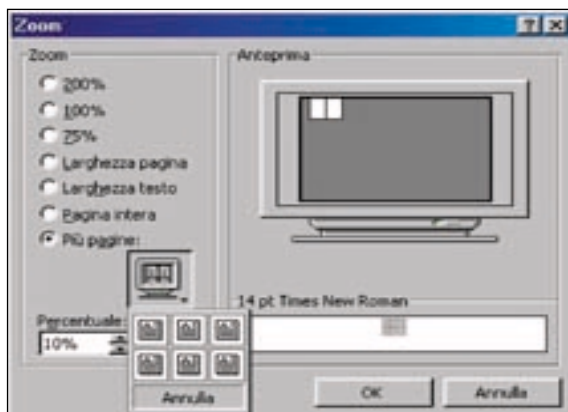 Zoom
Zoom
200%
100%
75%
Larghezza pagina
Larghezza testo
Pagina intera
Più pagine:
Percentuale:
10%
Annulla
Anteprima
14 pt Times New Roman
OK
Annulla